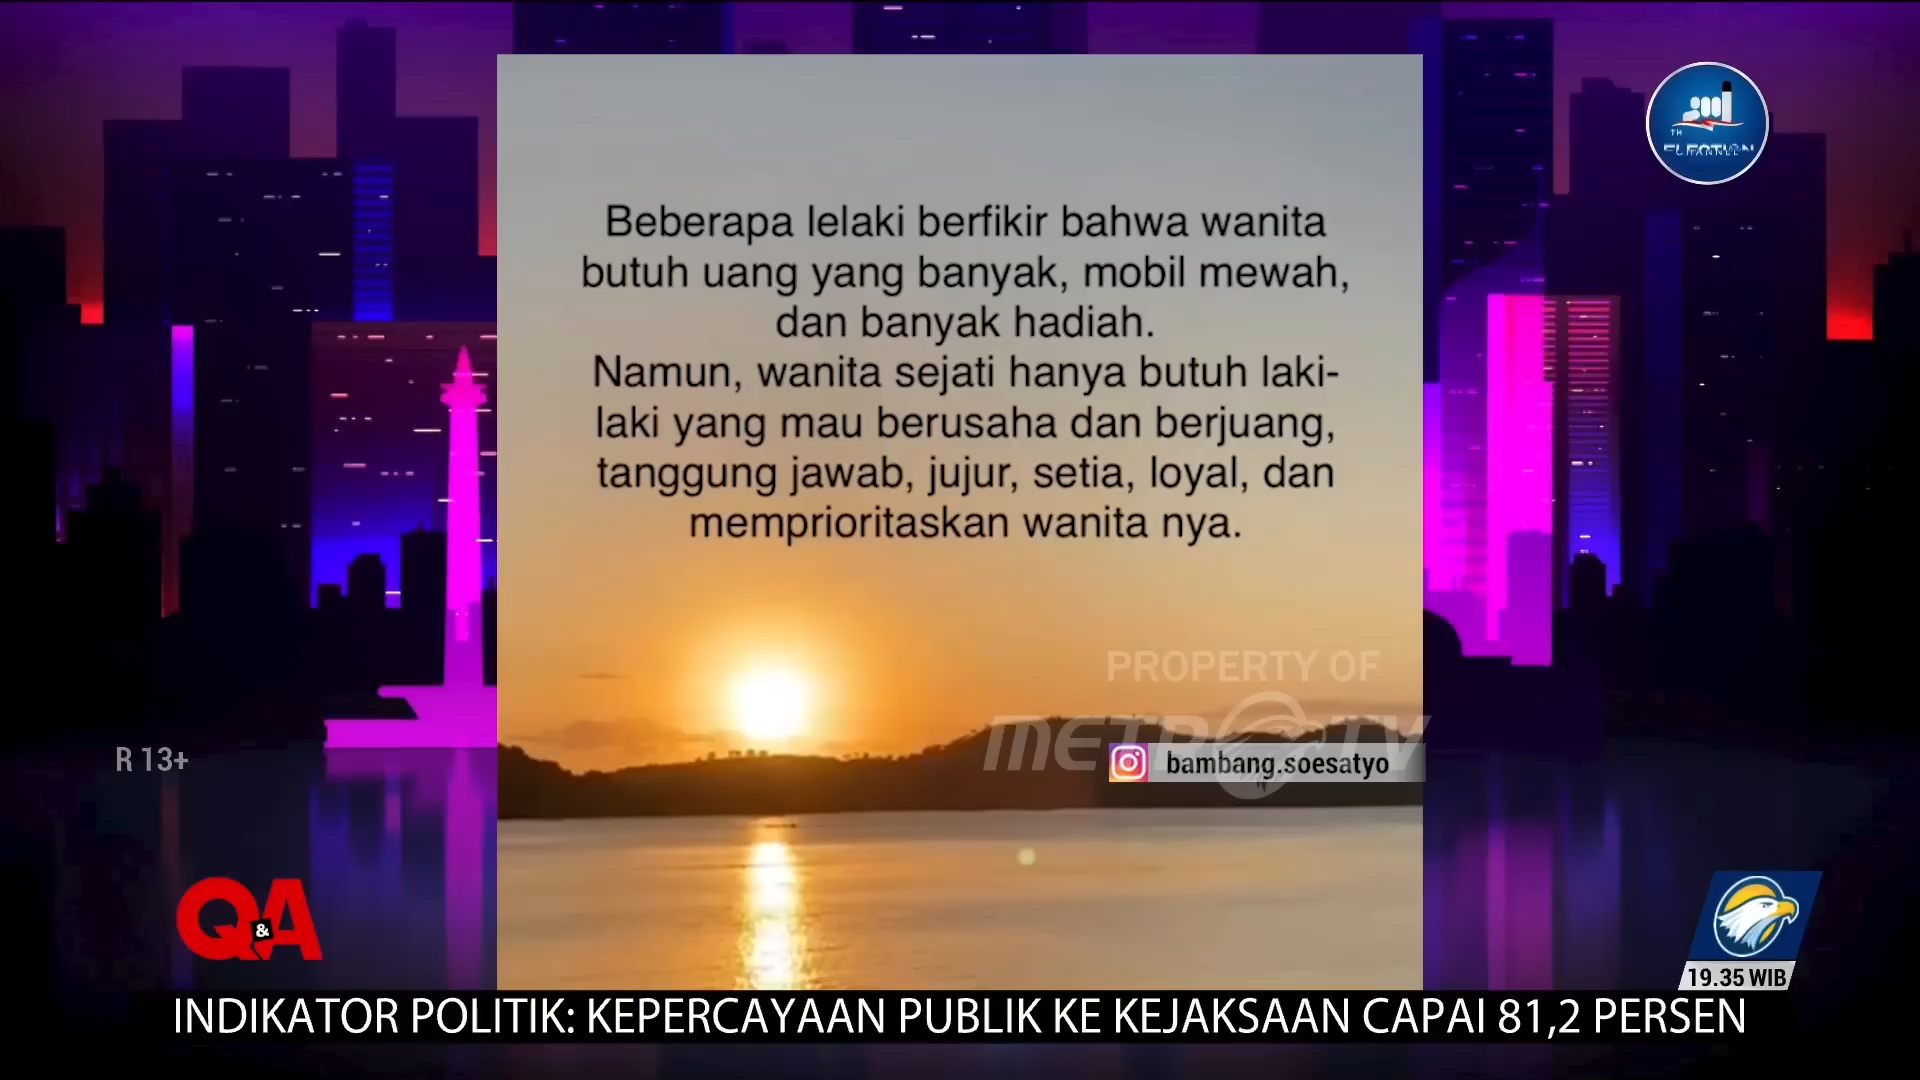 Beberapa lelaki berfikir bahwa wanita
butuh uang yang banyak, mobil mewah,
dan banyak hadiah.
Namun, wanita sejati hanya butuh laki-
laki yang mau berusaha dan berjuang,
tanggung jawab, jujur, setia, loyal, dan
memprioritaskan wanita nya.
PROPERTY OF
METRO TV
bambang.soesatyo
R 13+
Q&A
19.35 WIB
INDIKATOR POLITIK: KEPERCAYAAN PUBLIK KE KEJAKSAAN CAPAI 81,2 PERSEN